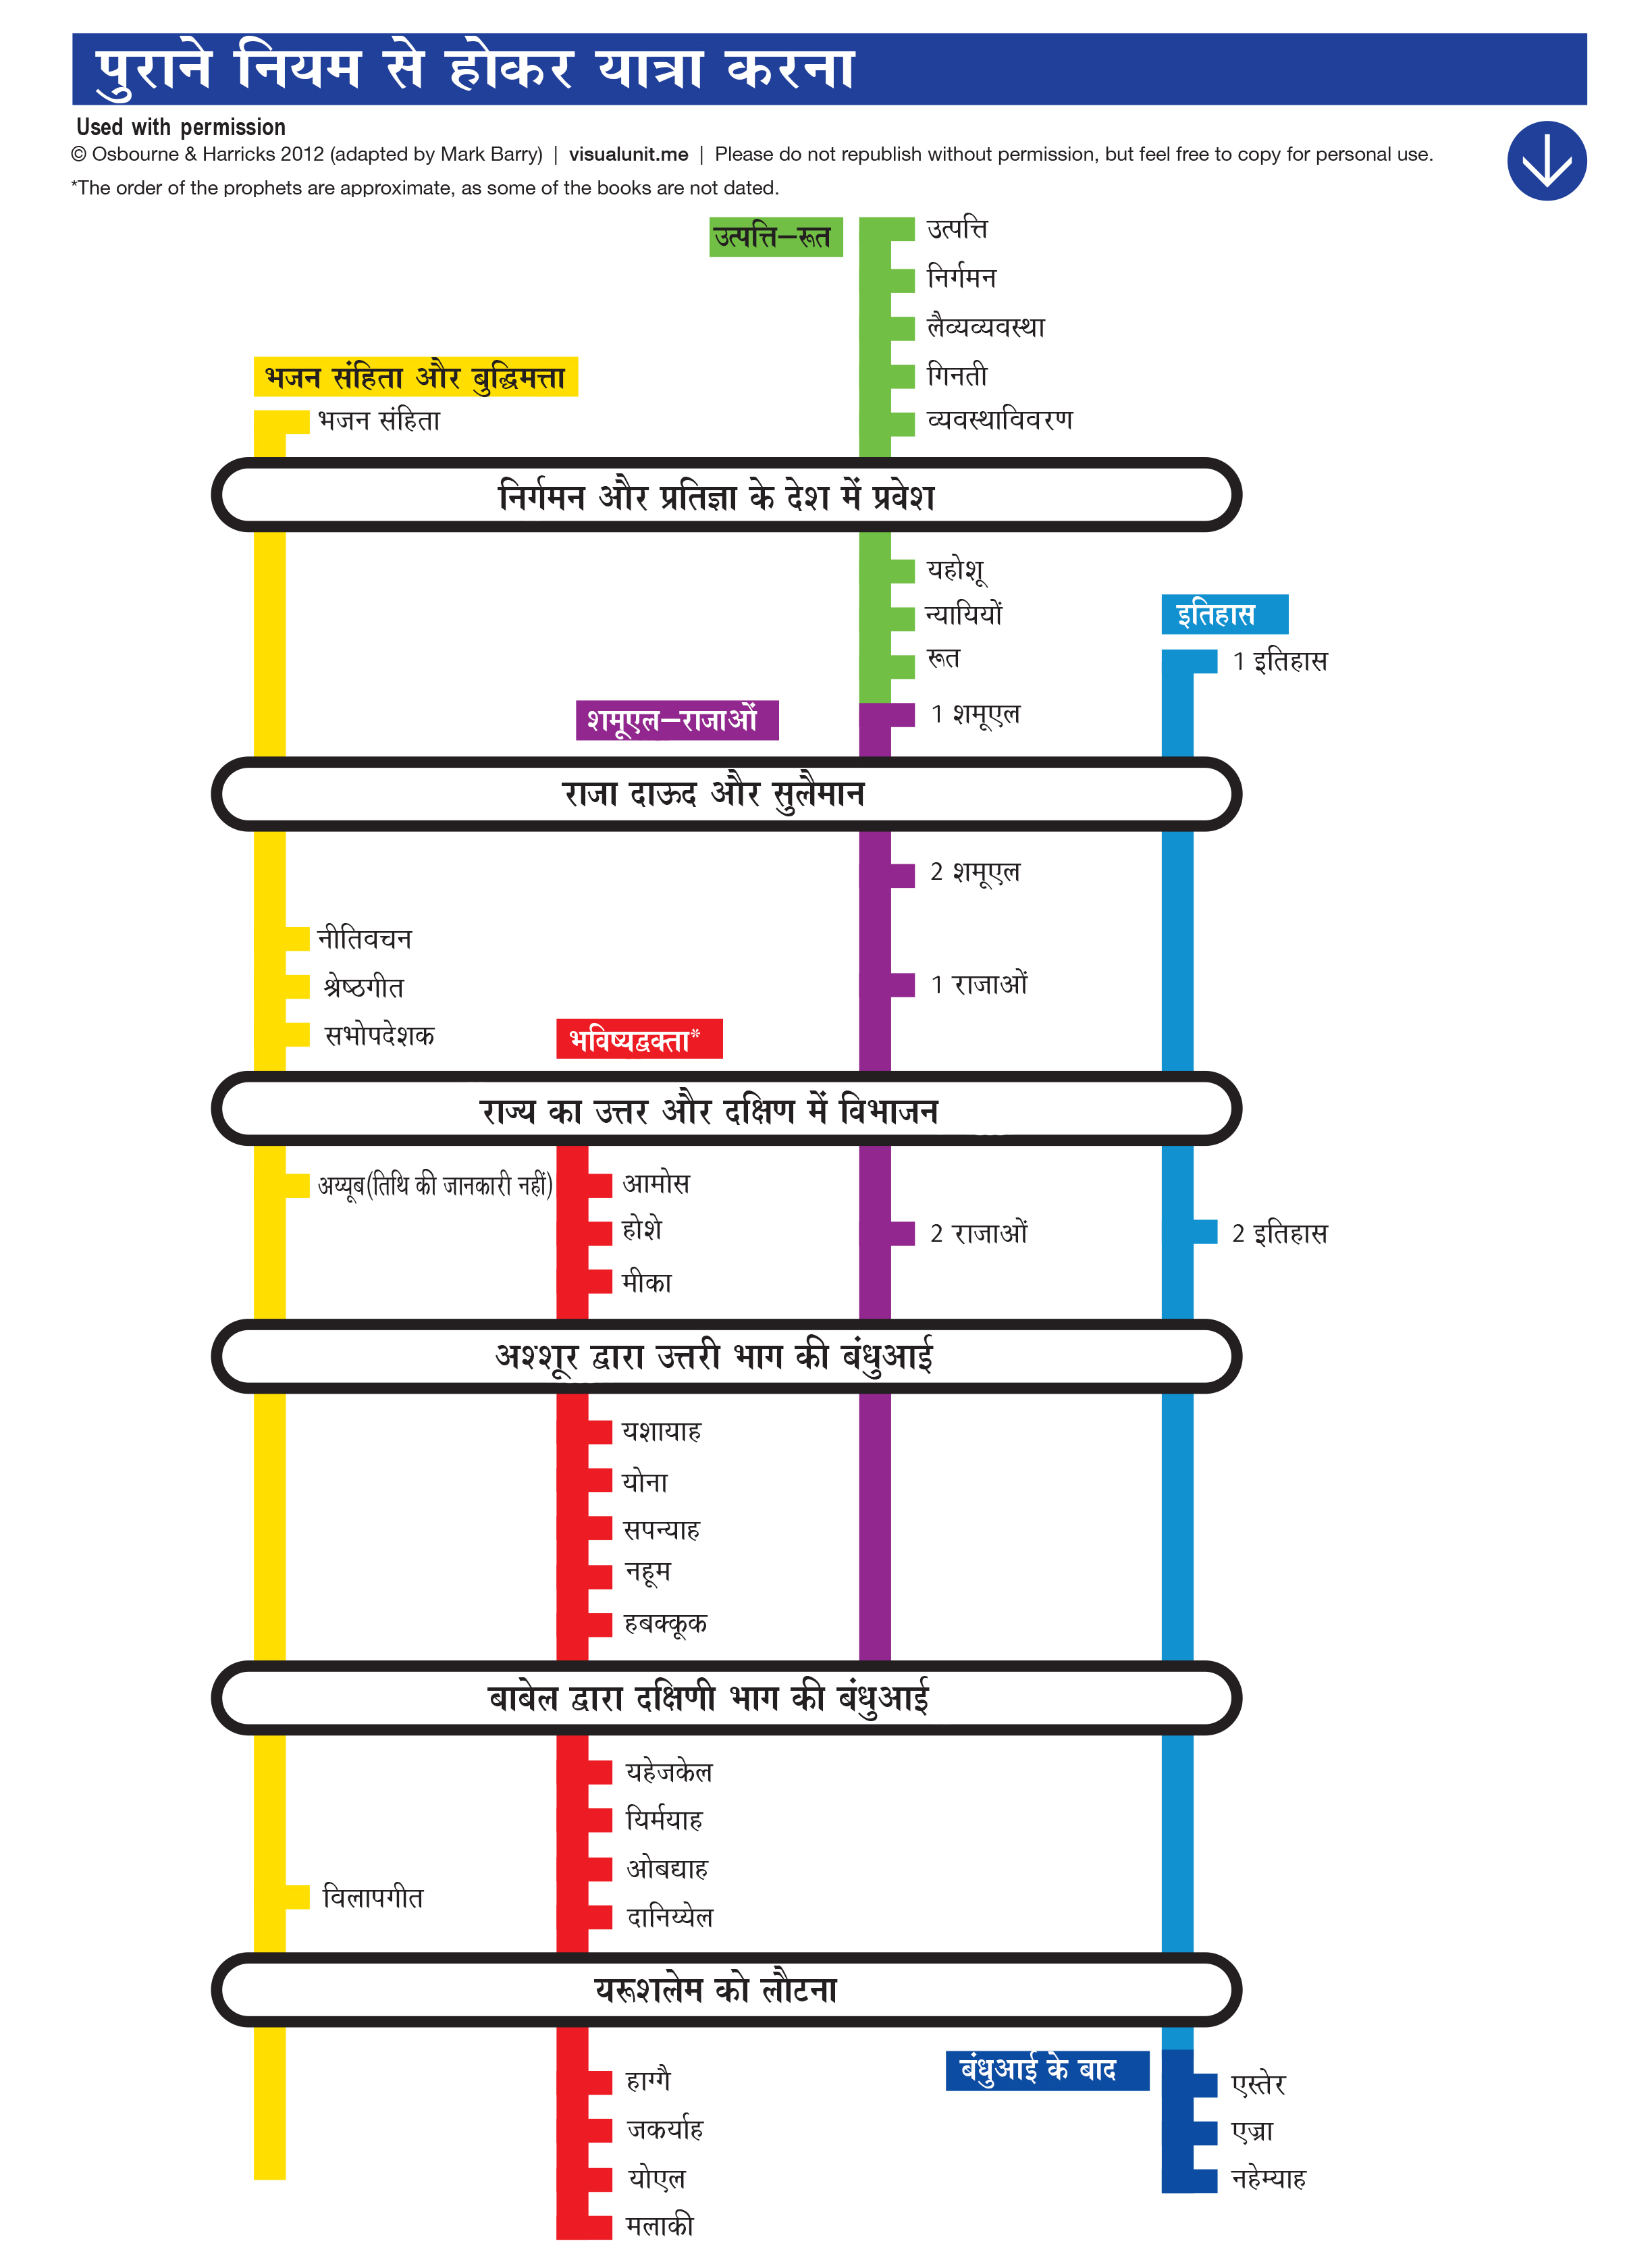 पुराने नियम से होकर यात्रा करना
Used with permission
© Osbourne & Harricks 2012 (adapted by Mark Barry) | visualunit.me | Please do not republish without permission, but feel free to copy for personal use.
*The order of the prophets are approximate, as some of the books are not dated.
उत्पत्ति–रूत
उत्पत्ति
निर्गमन
लैव्यव्यवस्था
गिनती
व्यवस्थाविवरण
भजन संहिता और बुद्धिमत्ता
भजन संहिता
निर्गमन और प्रतिज्ञा के देश में प्रवेश
यहोशू
न्यायियों
रूत
इतिहास
1 इतिहास
शमूएल–राजाओं
1 शमूएल
राजा दाऊद और सुलैमान
2 शमूएल
नीतिवचन
श्रेष्ठगीत
सभोपदेशक
1 राजाओं
भविष्यद्वक्ता*
राज्य का उत्तर और दक्षिण में विभाजन
अय्यूब(तिथि की जानकारी नहीं)
आमोस
होशे
मीका
2 राजाओं
2 इतिहास
अश्शूर द्वारा उत्तरी भाग की बंधुआई
यशायाह
योना
सपन्याह
नहूम
हबक्कूक
बाबेल द्वारा दक्षिणी भाग की बंधुआई
यहेजकेल
यिर्मयाह
ओबद्याह
दानिय्येल
विलापगीत
यरूशलेम को लौटना
हाग्गै
जकर्याह
योएल
मलाकी
बंधुआई के बाद
एस्तेर
एज्रा
नहेम्याह